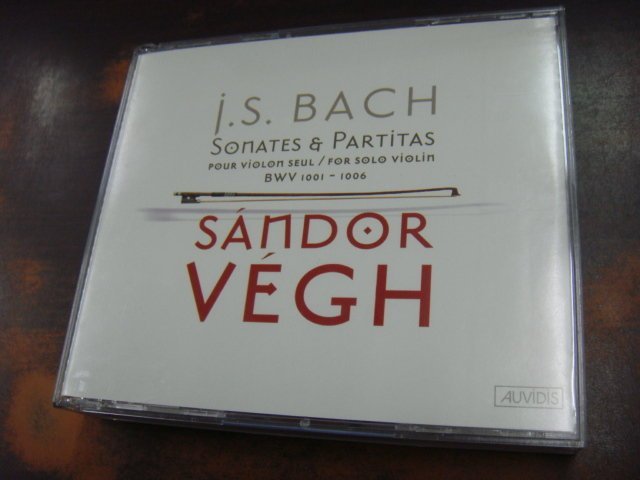 j.S. BACH
SONATES & PARTITAS
POUR VIOLON SEUL / FOR SOLO VIOLIN
BWV 1001 - 1006
SÁNDOR
VÉGH
AUVIDIS